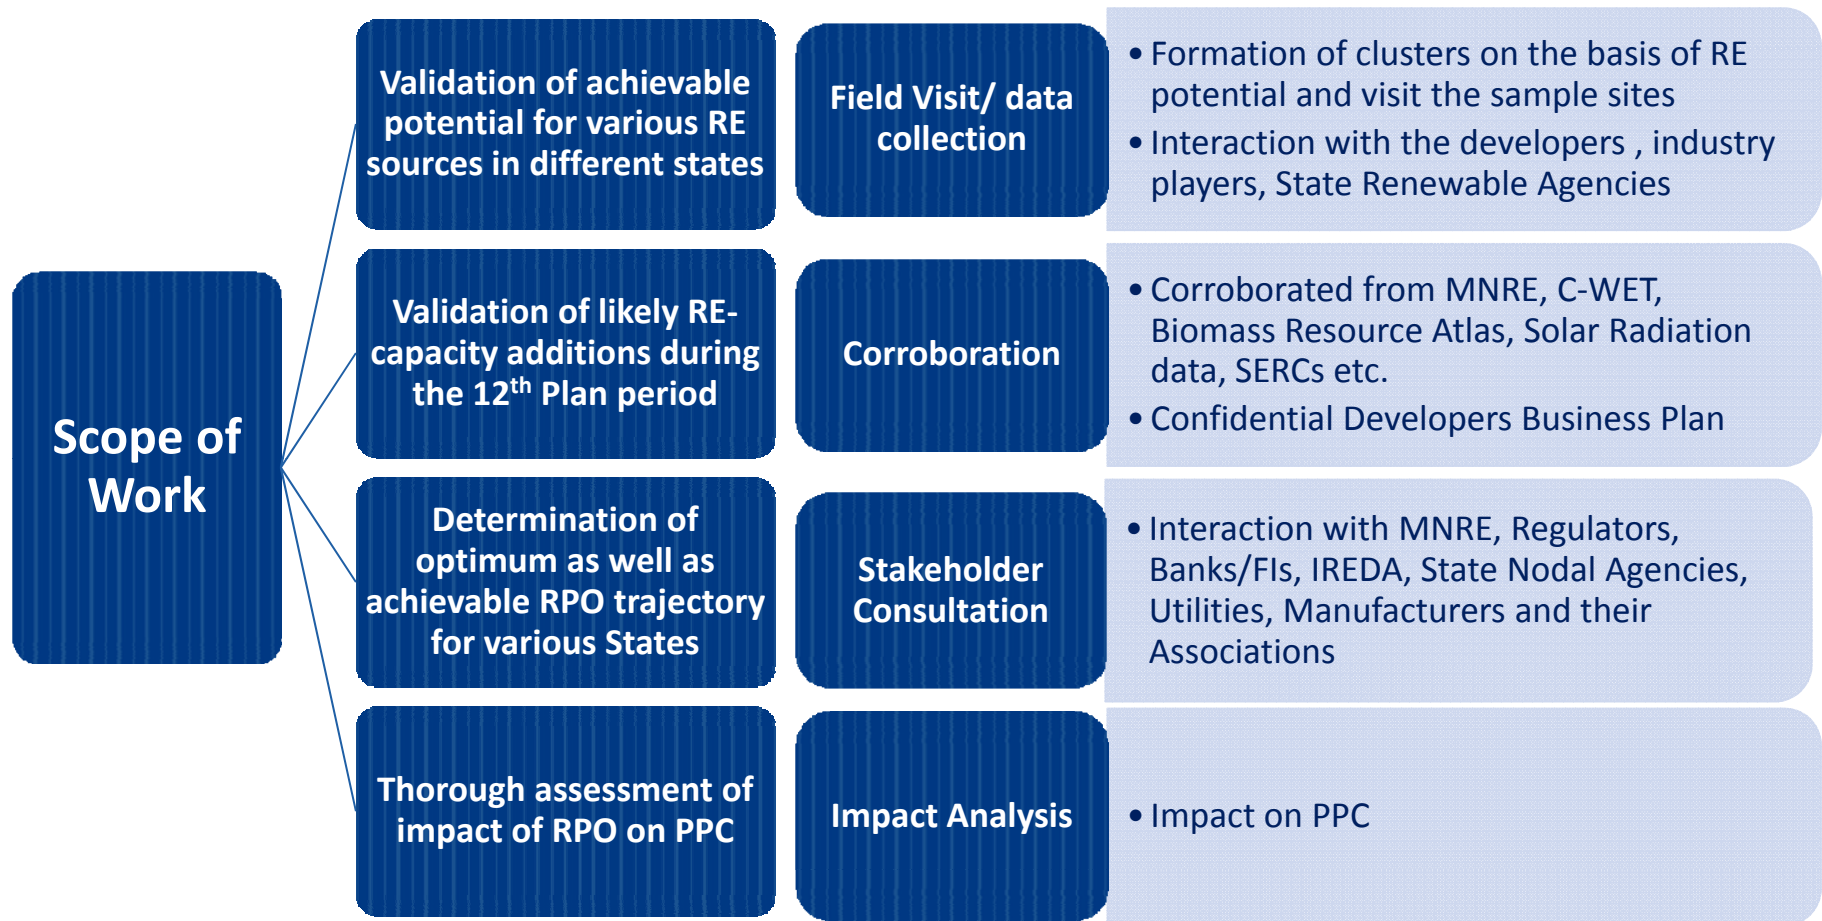 Scope of
Work
Validation of achievable
potential for various RE
sources in different states
Field Visit/ data
collection
• Formation of clusters on the basis of RE
potential and visit the sample sites
• Interaction with the developers , industry
players, State Renewable Agencies
Validation of likely RE-
capacity additions during
the 12th Plan period
Corroboration
• Corroborated from MNRE, C-WET,
Biomass Resource Atlas, Solar Radiation
data, SERCs etc.
• Confidential Developers Business Plan
Determination of
optimum as well as
achievable RPO trajectory
for various States
Stakeholder
Consultation
• Interaction with MNRE, Regulators,
Banks/FIs, IREDA, State Nodal Agencies,
Utilities, Manufacturers and their
Associations
Thorough assessment of
impact of RPO on PPC
Impact Analysis
• Impact on PPC